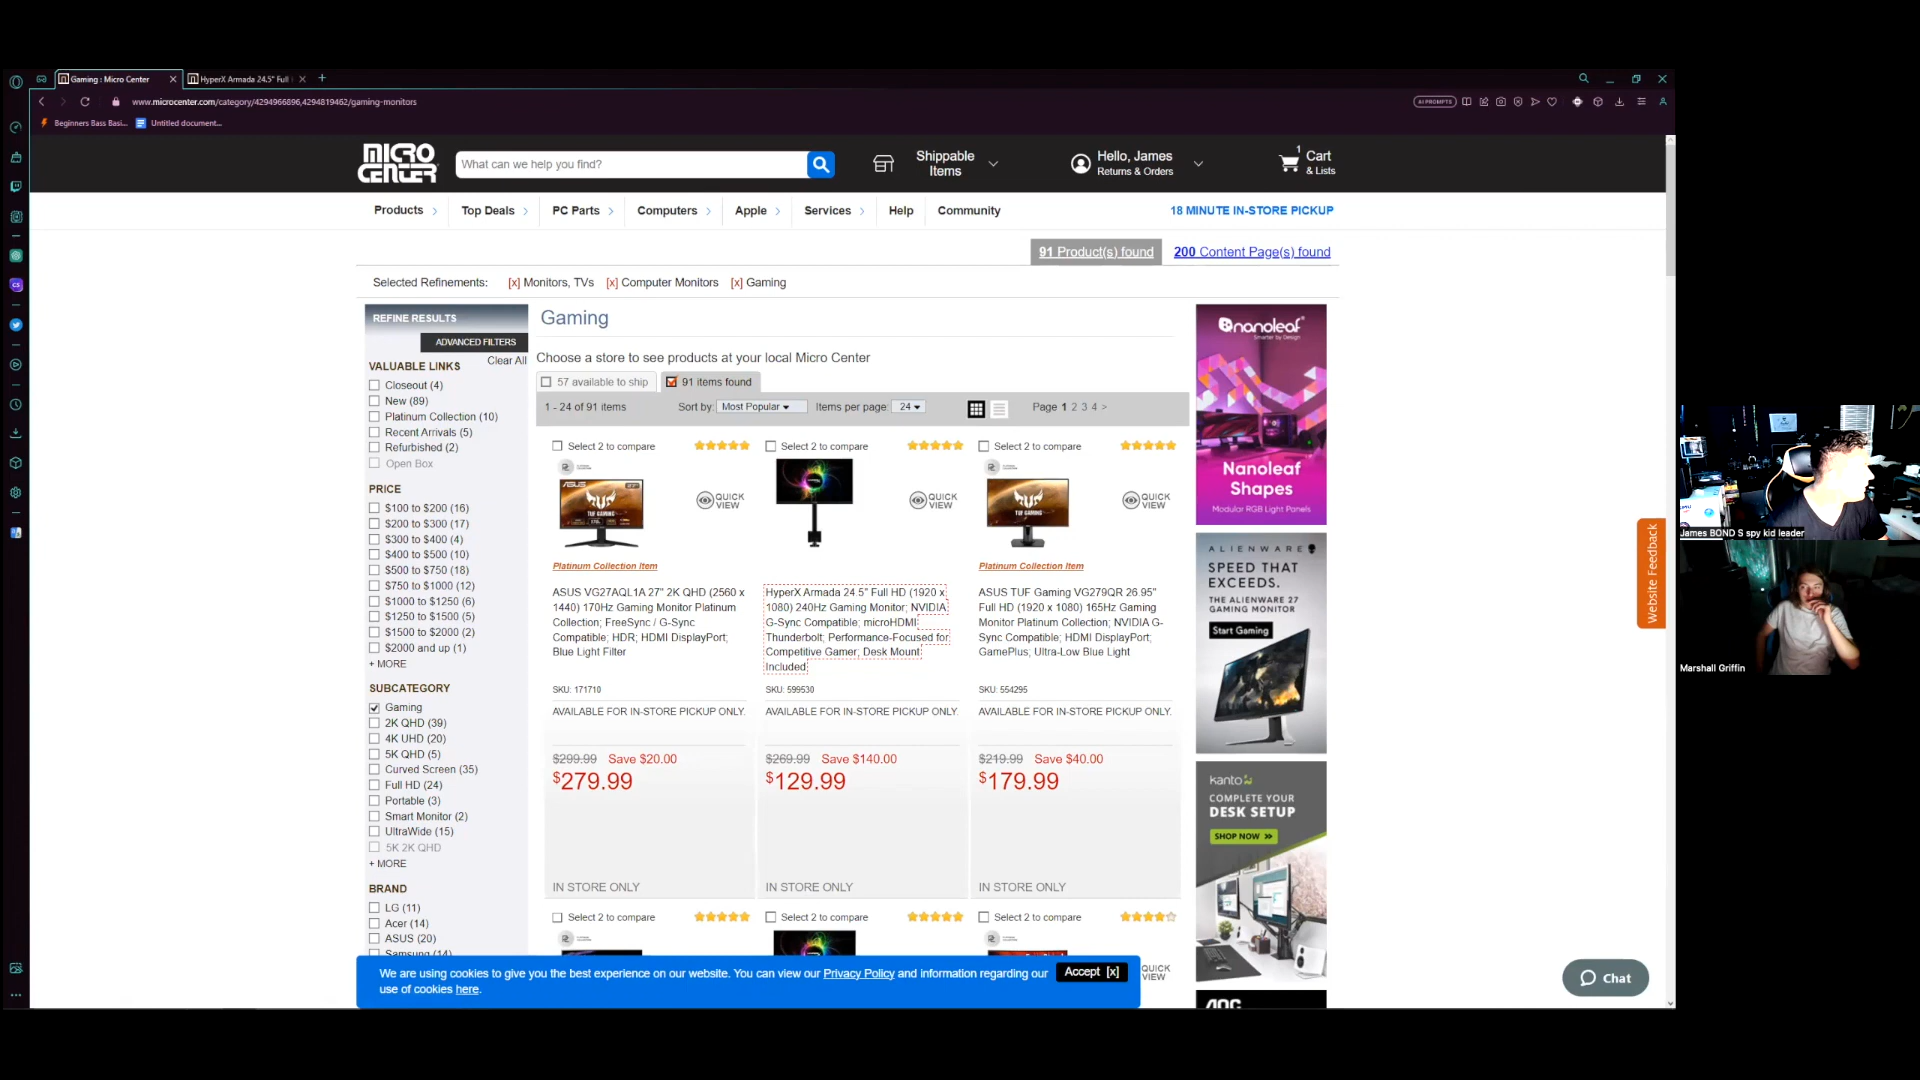 Gaming : Micro Center
HyperX Armada 24.5" Full
www.microcenter.com/category/4294966896,4294819462/gaming-monitors
AI PROMPTS
Beginners Bass Basi...
Untitled document...
MICRO CENTER
What can we help you find?
Shippable Items
Hello, James
Returns & Orders
1
Cart
& Lists
Products
Top Deals
PC Parts
Computers
Apple
Services
Help
Community
18 MINUTE IN-STORE PICKUP
91 Product(s) found
200 Content Page(s) found
Selected Refinements: [x] Monitors, TVs [x] Computer Monitors [x] Gaming
REFINE RESULTS
ADVANCED FILTERS
Clear All
VALUABLE LINKS
Closeout (4)
New (89)
Platinum Collection (10)
Recent Arrivals (5)
Refurbished (2)
Open Box
PRICE
$100 to $200 (16)
$200 to $300 (17)
$300 to $400 (4)
$400 to $500 (10)
$500 to $750 (18)
$750 to $1000 (12)
$1000 to $1250 (6)
$1250 to $1500 (5)
$1500 to $2000 (2)
$2000 and up (1)
+ MORE
SUBCATEGORY
Gaming
2K QHD (39)
4K UHD (20)
5K QHD (5)
Curved Screen (35)
Full HD (24)
Portable (3)
Smart Monitor (2)
UltraWide (15)
5K 2K QHD
+ MORE
BRAND
LG (11)
Acer (14)
ASUS (20)
Samsung (14)
Gaming
Choose a store to see products at your local Micro Center
57 available to ship
91 items found
1 - 24 of 91 items
Sort by: Most Popular
Items per page: 24
Page 1 2 3 4 >
Select 2 to compare
QUICK VIEW
ASUS
TUF GAMING
Platinum Collection Item
ASUS VG27AQL1A 27" 2K QHD (2560 x
1440) 170Hz Gaming Monitor Platinum
Collection; FreeSync / G-Sync
Compatible; HDR; HDMI DisplayPort;
Blue Light Filter
SKU: 171710
AVAILABLE FOR IN-STORE PICKUP ONLY.
$299.99 Save $20.00
$279.99
IN STORE ONLY
Select 2 to compare
QUICK VIEW
HyperX Armada 24.5" Full HD (1920 x
1080) 240Hz Gaming Monitor; NVIDIA
G-Sync Compatible; microHDMI
Thunderbolt; Performance-Focused for
Competitive Gamer; Desk Mount
Included
SKU: 599530
AVAILABLE FOR IN-STORE PICKUP ONLY.
$269.99 Save $140.00
$129.99
IN STORE ONLY
Select 2 to compare
QUICK VIEW
TUF GAMING
Platinum Collection Item
ASUS TUF Gaming VG279QR 26.95"
Full HD (1920 x 1080) 165Hz Gaming
Monitor Platinum Collection; NVIDIA G-
Sync Compatible; HDMI DisplayPort;
GamePlus; Ultra-Low Blue Light
SKU: 554295
AVAILABLE FOR IN-STORE PICKUP ONLY.
$219.99 Save $40.00
$179.99
IN STORE ONLY
Select 2 to compare
Select 2 to compare
Select 2 to compare
QUICK VIEW
nanoleaf
Smarter by Design
Nanoleaf
Shapes
Modular RGB Light Panels
ALIENWARE
SPEED THAT
EXCEEDS.
THE ALIENWARE 27
GAMING MONITOR
Start Gaming
kanto
COMPLETE YOUR
DESK SETUP
SHOP NOW
AOC
Website Feedback
We are using cookies to give you the best experience on our website. You can view our Privacy Policy and information regarding our
use of cookies here.
Accept [x]
Chat
James BOND S spy kid leader
Marshall Griffin